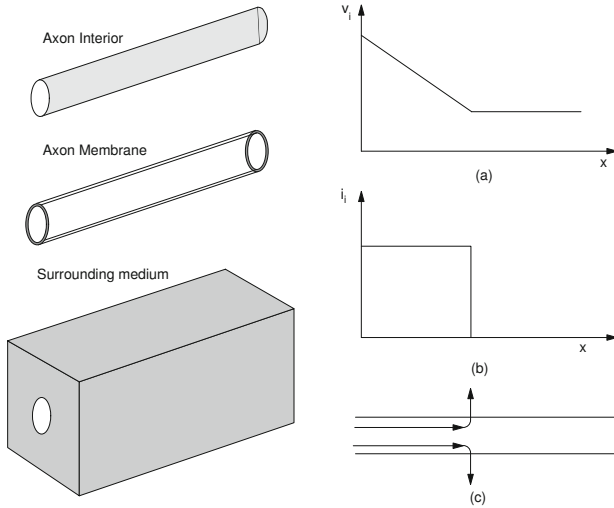 Axon Interior
Axon Membrane
Surrounding medium
vᵢ
x
(a)
iᵢ
x
(b)
(c)